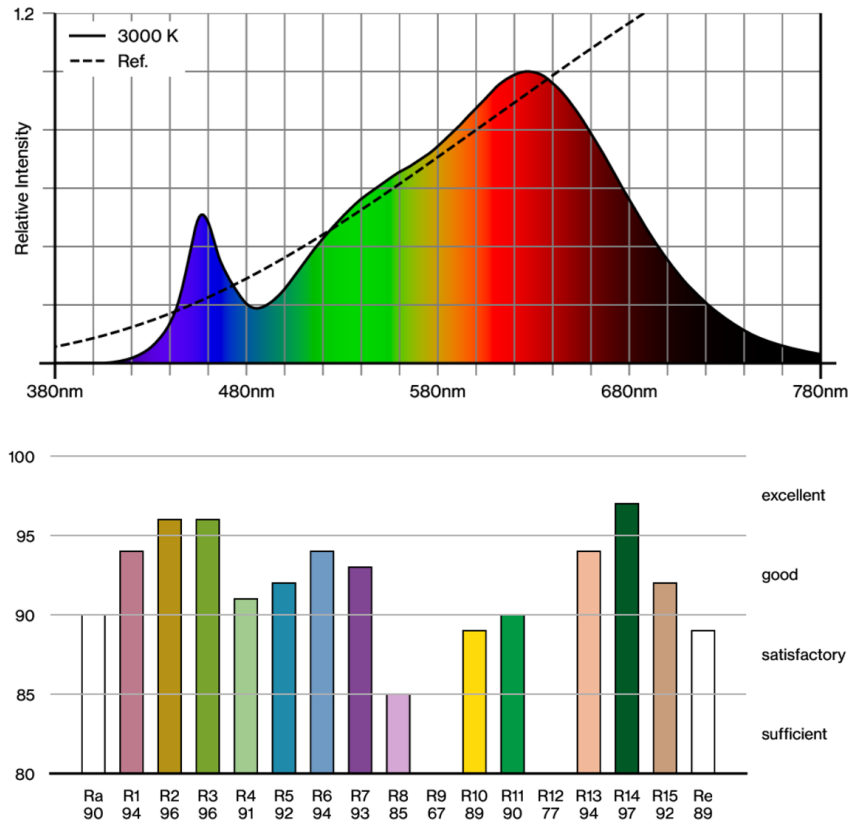 1.2
3000 K
Ref.
Relative Intensity
380nm 480nm 580nm 680nm 780nm
100
excellent
95
good
90
satisfactory
85
sufficient
80
Ra R1 R2 R3 R4 R5 R6 R7 R8 R9 R10 R11 R12 R13 R14 R15 Re
90 94 96 96 91 92 94 93 85 67 89 90 77 94 97 92 89